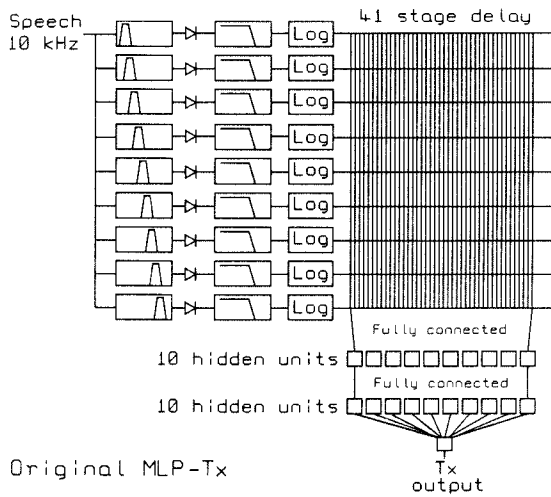 Speech
10 kHz
41 stage delay
Log
Log
Log
Log
Log
Log
Log
Log
Log
Fully connected
10 hidden units
Fully connected
10 hidden units
Original MLP-Tx
Tx
output